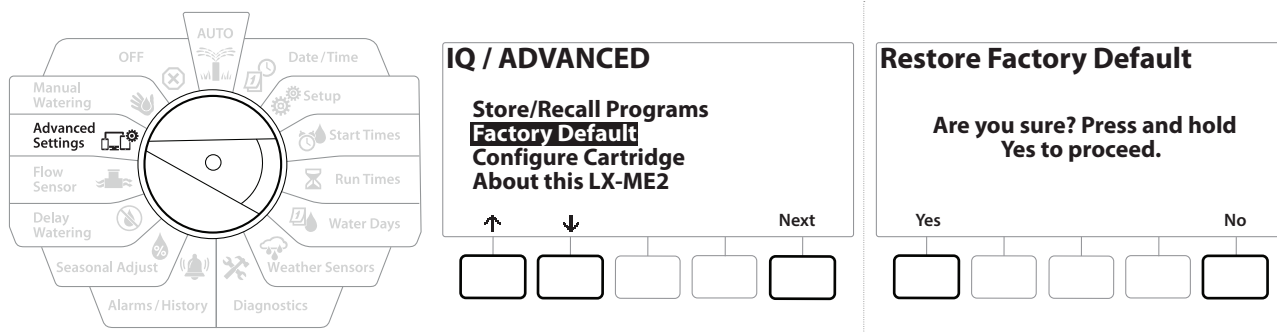 AUTO
OFF
Date/Time
Manual
Watering
Setup
Advanced
Settings
Start Times
Flow
Sensor
Run Times
Delay
Watering
Water Days
Seasonal Adjust
Weather Sensors
Alarms/History
Diagnostics
IQ / ADVANCED
Store/Recall Programs
Factory Default
Configure Cartridge
About this LX-ME2
↑ ↓ Next
Restore Factory Default
Are you sure? Press and hold
Yes to proceed.
Yes No